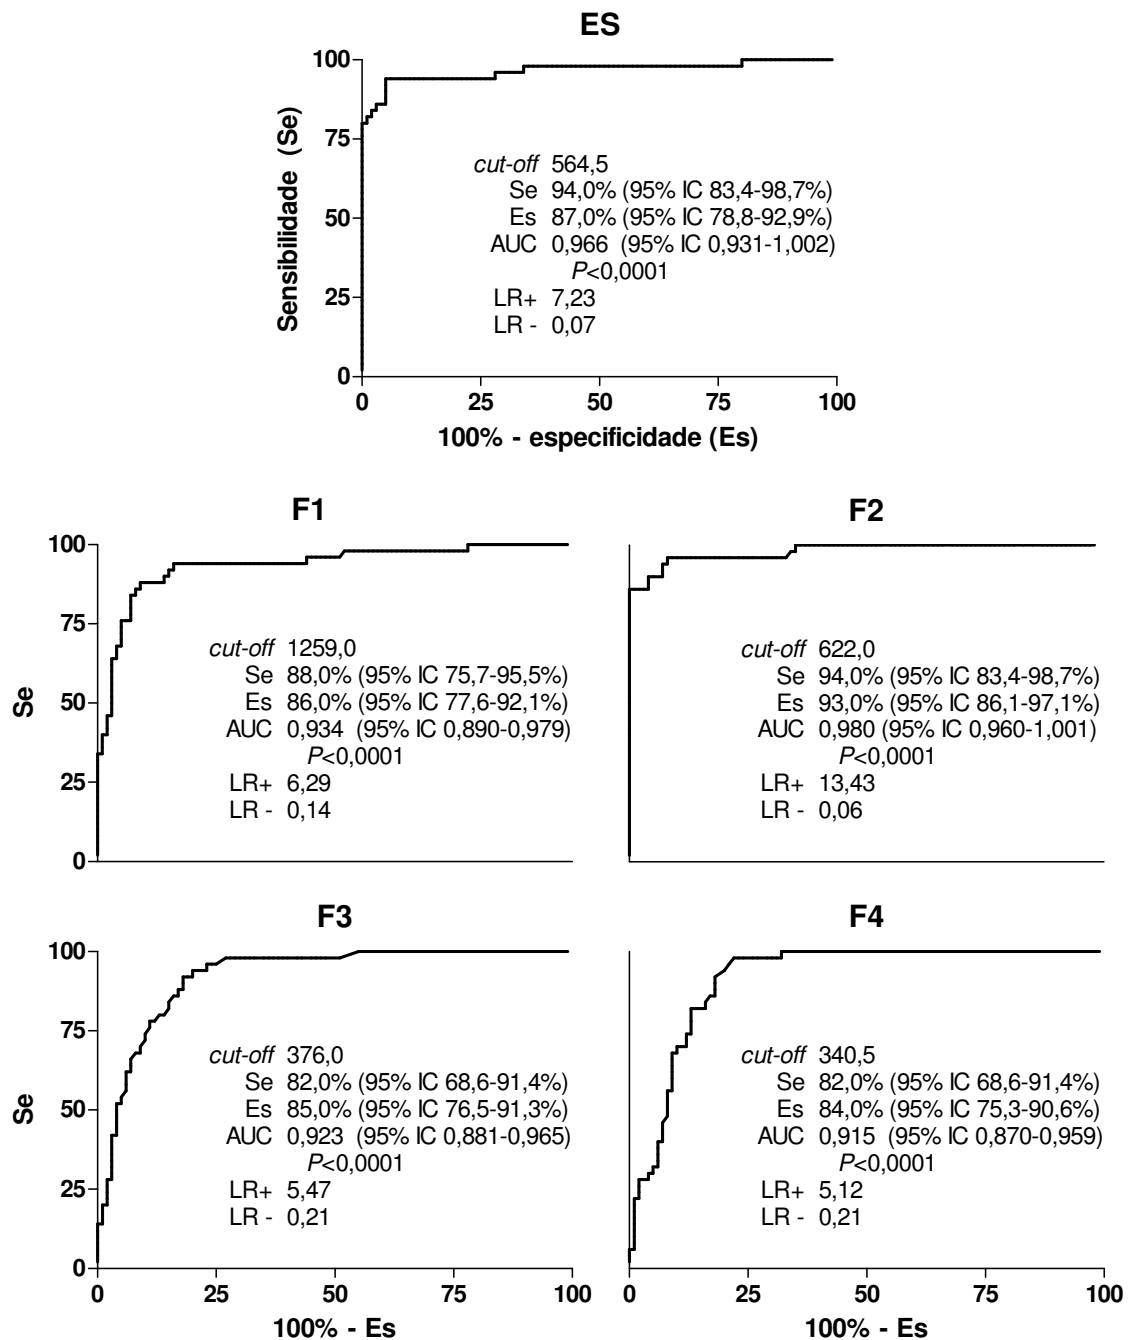 ES
100
75
50
25
0
Sensibilidade (Se)
cut-off 564,5
Se 94,0% (95% IC 83,4-98,7%)
Es 87,0% (95% IC 78,8-92,9%)
AUC 0,966 (95% IC 0,931-1,002)
P<0,0001
LR+ 7,23
LR - 0,07
0 25 50 75 100
100% - especificidade (Es)
F1
100
75
50
25
0
Se
cut-off 1259,0
Se 88,0% (95% IC 75,7-95,5%)
Es 86,0% (95% IC 77,6-92,1%)
AUC 0,934 (95% IC 0,890-0,979)
P<0,0001
LR+ 6,29
LR - 0,14
F2
cut-off 622,0
Se 94,0% (95% IC 83,4-98,7%)
Es 93,0% (95% IC 86,1-97,1%)
AUC 0,980 (95% IC 0,960-1,001)
P<0,0001
LR+ 13,43
LR - 0,06
F3
100
75
50
25
0
Se
cut-off 376,0
Se 82,0% (95% IC 68,6-91,4%)
Es 85,0% (95% IC 76,5-91,3%)
AUC 0,923 (95% IC 0,881-0,965)
P<0,0001
LR+ 5,47
LR - 0,21
0 25 50 75 100
100% - Es
F4
cut-off 340,5
Se 82,0% (95% IC 68,6-91,4%)
Es 84,0% (95% IC 75,3-90,6%)
AUC 0,915 (95% IC 0,870-0,959)
P<0,0001
LR+ 5,12
LR - 0,21
0 25 50 75 100
100% - Es